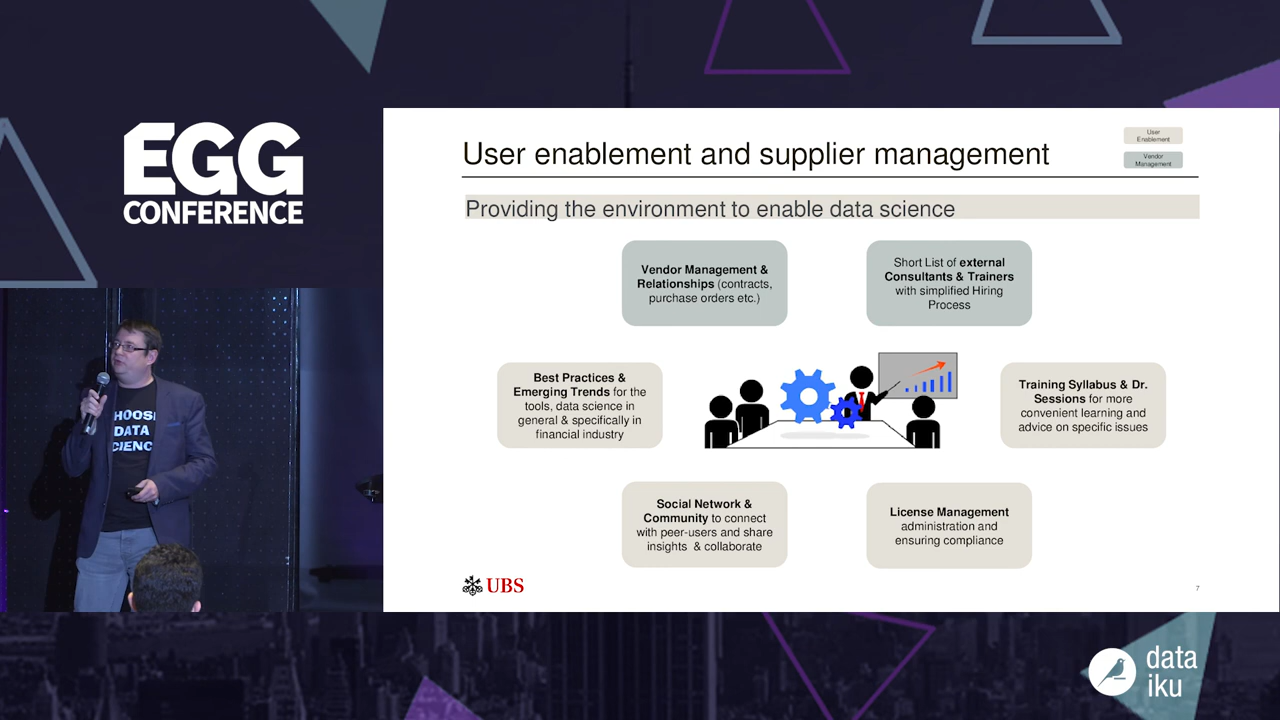 EGG
CONFERENCE
HOOSE
DATA
CIENC
User enablement and supplier management
User
Enablement
Vendor
Management
Providing the environment to enable data science
Vendor Management &
Relationships (contracts,
purchase orders etc.)
Short List of external
Consultants & Trainers
with simplified Hiring
Process
Best Practices &
Emerging Trends for the
tools, data science in
general & specifically in
financial industry
Training Syllabus & Dr.
Sessions for more
convenient learning and
advice on specific issues
Social Network &
Community to connect
with peer-users and share
insights & collaborate
License Management
administration and
ensuring compliance
UBS
7
data
iku